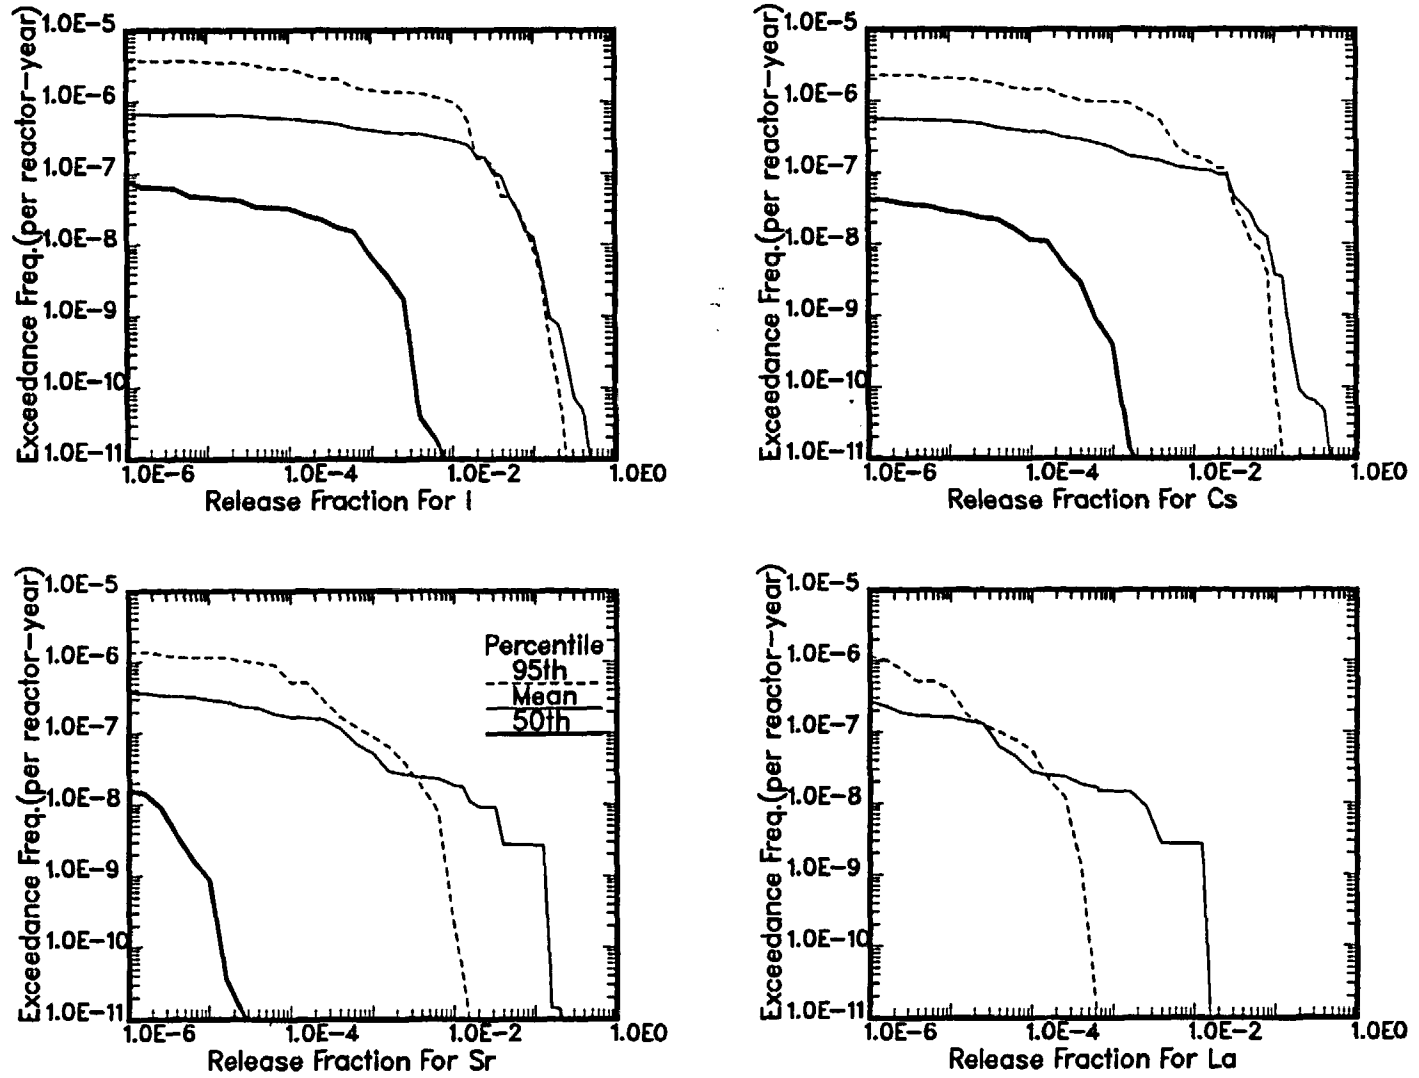 Exceedance Freq.(per reactor-year)
1.0E-5
1.0E-6
1.0E-7
1.0E-8
1.0E-9
1.0E-10
1.0E-11
1.0E-6
1.0E-4
1.0E-2
1.0E0
Release Fraction For I
Exceedance Freq.(per reactor-year)
1.0E-5
1.0E-6
1.0E-7
1.0E-8
1.0E-9
1.0E-10
1.0E-11
1.0E-6
1.0E-4
1.0E-2
1.0E0
Release Fraction For Cs
Exceedance Freq.(per reactor-year)
1.0E-5
1.0E-6
1.0E-7
1.0E-8
1.0E-9
1.0E-10
1.0E-11
Percentile
95th
Mean
50th
1.0E-6
1.0E-4
1.0E-2
1.0E0
Release Fraction For Sr
Exceedance Freq.(per reactor-year)
1.0E-5
1.0E-6
1.0E-7
1.0E-8
1.0E-9
1.0E-10
1.0E-11
1.0E-6
1.0E-4
1.0E-2
1.0E0
Release Fraction For La